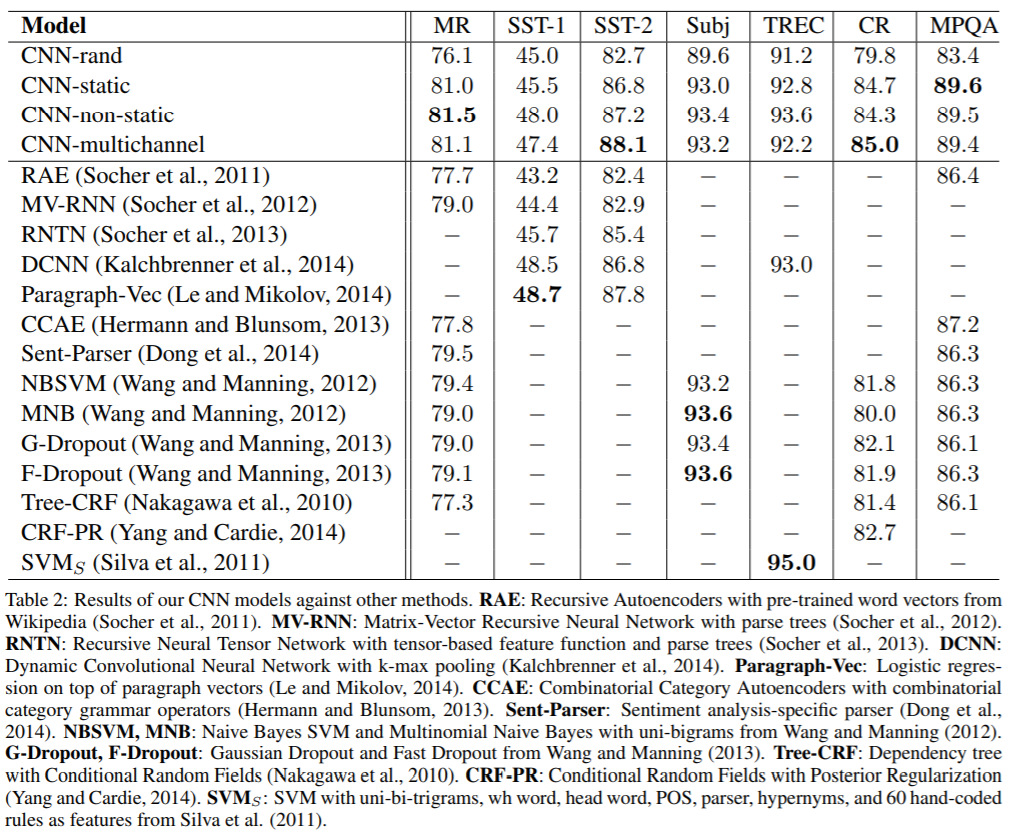 Model MR SST-1 SST-2 Subj TREC CR MPQA
CNN-rand 76.1 45.0 82.7 89.6 91.2 79.8 83.4
CNN-static 81.0 45.5 86.8 93.0 92.8 84.7 89.6
CNN-non-static 81.5 48.0 87.2 93.4 93.6 84.3 89.5
CNN-multichannel 81.1 47.4 88.1 93.2 92.2 85.0 89.4
RAE (Socher et al., 2011) 77.7 43.2 82.4 – – – 86.4
MV-RNN (Socher et al., 2012) 79.0 44.4 82.9 – – – –
RNTN (Socher et al., 2013) – 45.7 85.4 – – – –
DCNN (Kalchbrenner et al., 2014) – 48.5 86.8 – 93.0 – –
Paragraph-Vec (Le and Mikolov, 2014) – 48.7 87.8 – – – –
CCAE (Hermann and Blunsom, 2013) 77.8 – – – – – 87.2
Sent-Parser (Dong et al., 2014) 79.5 – – – – – 86.3
NBSVM (Wang and Manning, 2012) 79.4 – – 93.2 – 81.8 86.3
MNB (Wang and Manning, 2012) 79.0 – – 93.6 – 80.0 86.3
G-Dropout (Wang and Manning, 2013) 79.0 – – 93.4 – 82.1 86.1
F-Dropout (Wang and Manning, 2013) 79.1 – – 93.6 – 81.9 86.3
Tree-CRF (Nakagawa et al., 2010) 77.3 – – – – 81.4 86.1
CRF-PR (Yang and Cardie, 2014) – – – – – 82.7 –
SVMS (Silva et al., 2011) – – – – 95.0 – –
Table 2: Results of our CNN models against other methods. RAE: Recursive Autoencoders with pre-trained word vectors from
Wikipedia (Socher et al., 2011). MV-RNN: Matrix-Vector Recursive Neural Network with parse trees (Socher et al., 2012).
RNTN: Recursive Neural Tensor Network with tensor-based feature function and parse trees (Socher et al., 2013). DCNN:
Dynamic Convolutional Neural Network with k-max pooling (Kalchbrenner et al., 2014). Paragraph-Vec: Logistic regres-
sion on top of paragraph vectors (Le and Mikolov, 2014). CCAE: Combinatorial Category Autoencoders with combinatorial
category grammar operators (Hermann and Blunsom, 2013). Sent-Parser: Sentiment analysis-specific parser (Dong et al.,
2014). NBSVM, MNB: Naive Bayes SVM and Multinomial Naive Bayes with uni-bigrams from Wang and Manning (2012).
G-Dropout, F-Dropout: Gaussian Dropout and Fast Dropout from Wang and Manning (2013). Tree-CRF: Dependency tree
with Conditional Random Fields (Nakagawa et al., 2010). CRF-PR: Conditional Random Fields with Posterior Regularization
(Yang and Cardie, 2014). SVMS: SVM with uni-bi-trigrams, wh word, head word, POS, parser, hypernyms, and 60 hand-coded
rules as features from Silva et al. (2011).